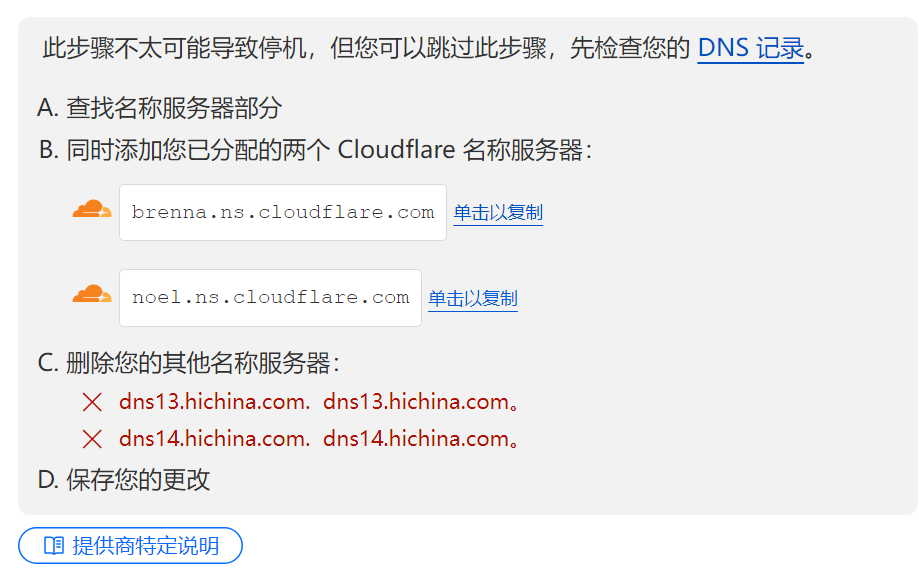 此步骤不太可能导致停机，但您可以跳过此步骤，先检查您的 DNS 记录。
A. 查找名称服务器部分
B. 同时添加您已分配的两个 Cloudflare 名称服务器：
brenna.ns.cloudflare.com 单击以复制
noel.ns.cloudflare.com 单击以复制
C. 删除您的其他名称服务器：
dns13.hichina.com. dns13.hichina.com。
dns14.hichina.com. dns14.hichina.com。
D. 保存您的更改
提供商特定说明